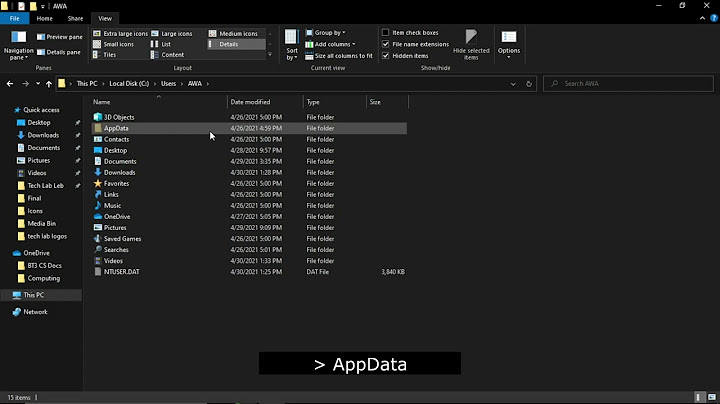 AWA
File
Home
Share
View
Navigation pane
Preview pane
Details pane
Panes
Extra large icons
Large icons
Medium icons
Small icons
List
Details
Tiles
Content
Layout
Sort by
Group by
Add columns
Size all columns to fit
Current view
Item check boxes
File name extensions
Hidden items
Hide selected items
Show/hide
Options
This PC > Local Disk (C:) > Users > AWA >
Search AWA
Quick access
Desktop
Downloads
Documents
Pictures
Videos
Tech Lab Leb
Final
Icons
Media Bin
tech lab logos
OneDrive
BT3 CS Docs
Computing
This PC
Network
Name Date modified Type Size
3D Objects 4/26/2021 5:00 PM File folder
AppData 4/26/2021 4:59 PM File folder
Contacts 4/26/2021 5:00 PM File folder
Desktop 4/28/2021 9:57 PM File folder
Documents 4/29/2021 3:35 PM File folder
Downloads 4/30/2021 1:28 PM File folder
Favorites 4/26/2021 5:00 PM File folder
Links 4/26/2021 5:00 PM File folder
Music 4/26/2021 5:00 PM File folder
OneDrive 4/27/2021 5:05 PM File folder
Pictures 4/29/2021 9:09 PM File folder
Saved Games 4/26/2021 5:00 PM File folder
Searches 4/26/2021 5:01 PM File folder
Videos 4/30/2021 1:33 PM File folder
NTUSER.DAT 4/30/2021 1:25 PM DAT File 3,840 KB
> AppData
15 items